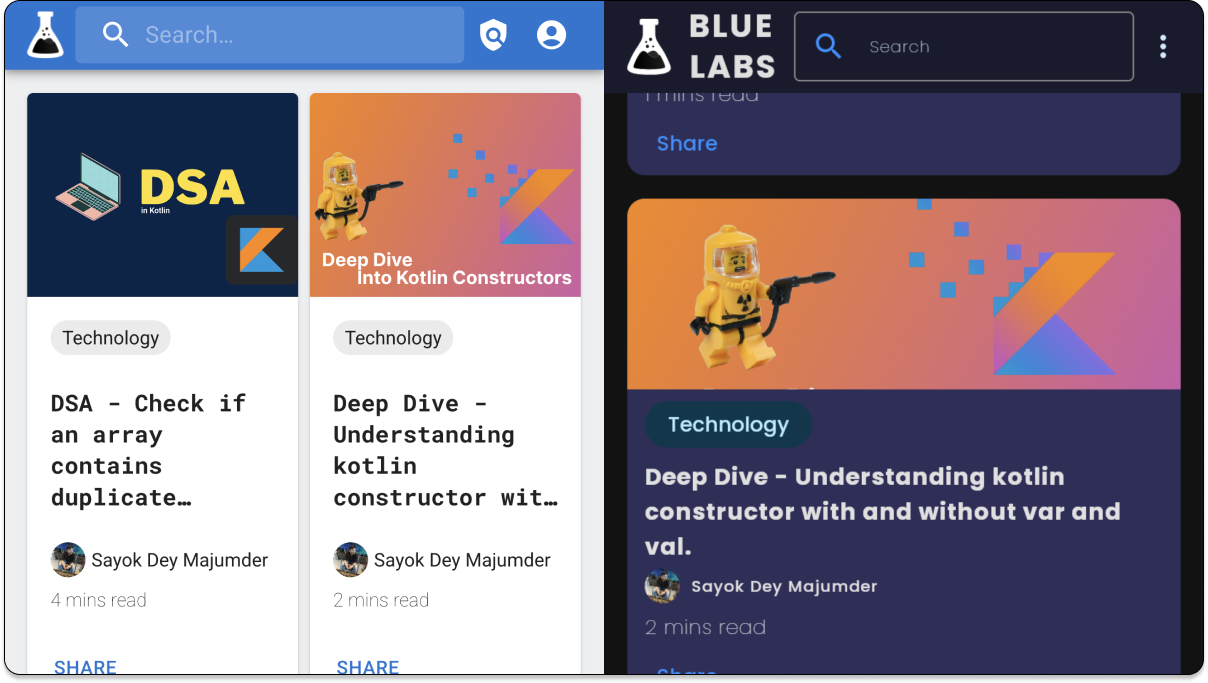 Search…
DSA
in Kotlin
Deep Dive
Into Kotlin Constructors
Technology
Technology
DSA - Check if
an array
contains
duplicate…
Deep Dive -
Understanding
kotlin
constructor wit…
Sayok Dey Majumder
4 mins read
SHARE
Sayok Dey Majumder
2 mins read
SHARE
BLUE
LABS
Search
1 mins read
Share
Technology
Deep Dive - Understanding kotlin
constructor with and without var and
val.
Sayok Dey Majumder
2 mins read
Share